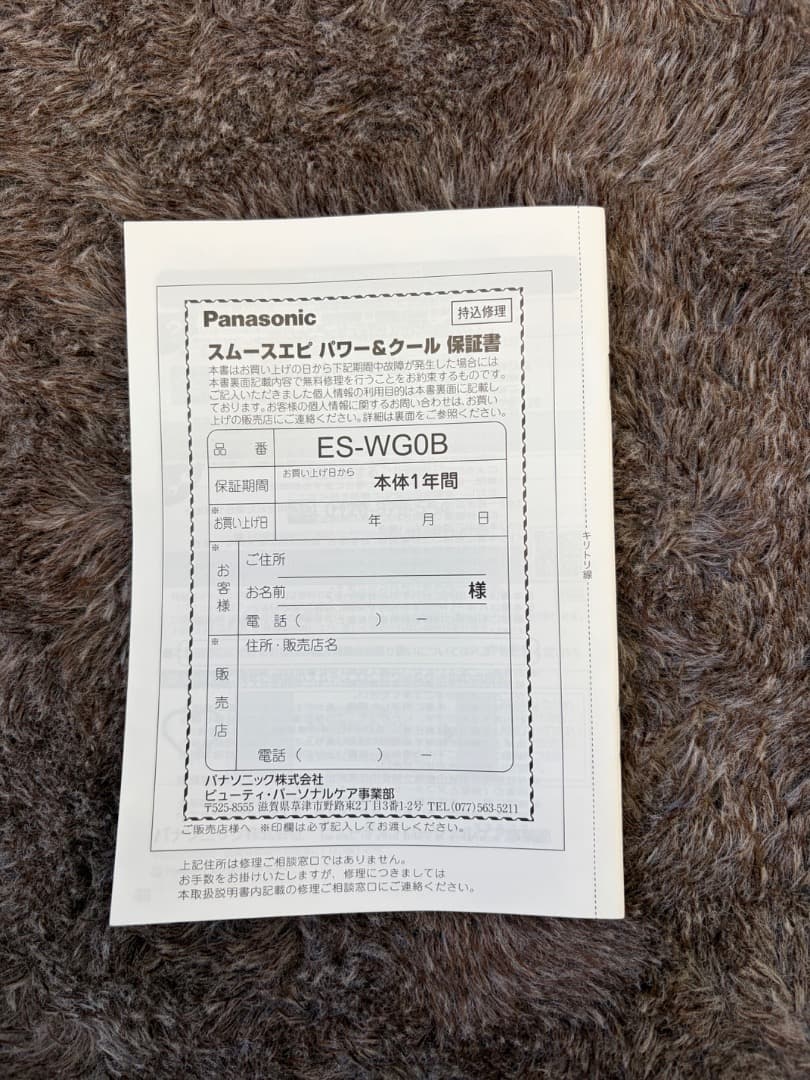 Panasonic
持込修理
スムースエピ パワー&クール 保証書
本書はお買い上げの日から下記期間中故障が発生した場合には
本書裏面記載内容で無料修理を行うことをお約束するものです。
ご記入いただきました個人情報の利用目的は本書裏面に記載し
ております。お客様の個人情報に関するお問い合わせは、お買い
上げの販売店にご連絡ください。詳細は裏面をご参照ください。
品 番 ES-WG0B
保証期間 お買い上げ日から 本体1年間
※お買い上げ日 年 月 日
※お客様
ご住所
お名前 様
電 話( ) ー
※販売店
住所・販売店名
電話( ) ー
パナソニック株式会社
ビューティ・パーソナルケア事業部
〒525-8555 滋賀県草津市野路東2丁目3番1-2号 TEL(077)563-5211
ご販売店様へ ※印欄は必ず記入してお渡しください。
上記住所は修理ご相談窓口ではありません。
お手数をお掛けいたしますが、修理につきましては
本取扱説明書内記載の修理ご相談窓口にご連絡ください。
キリトリ線